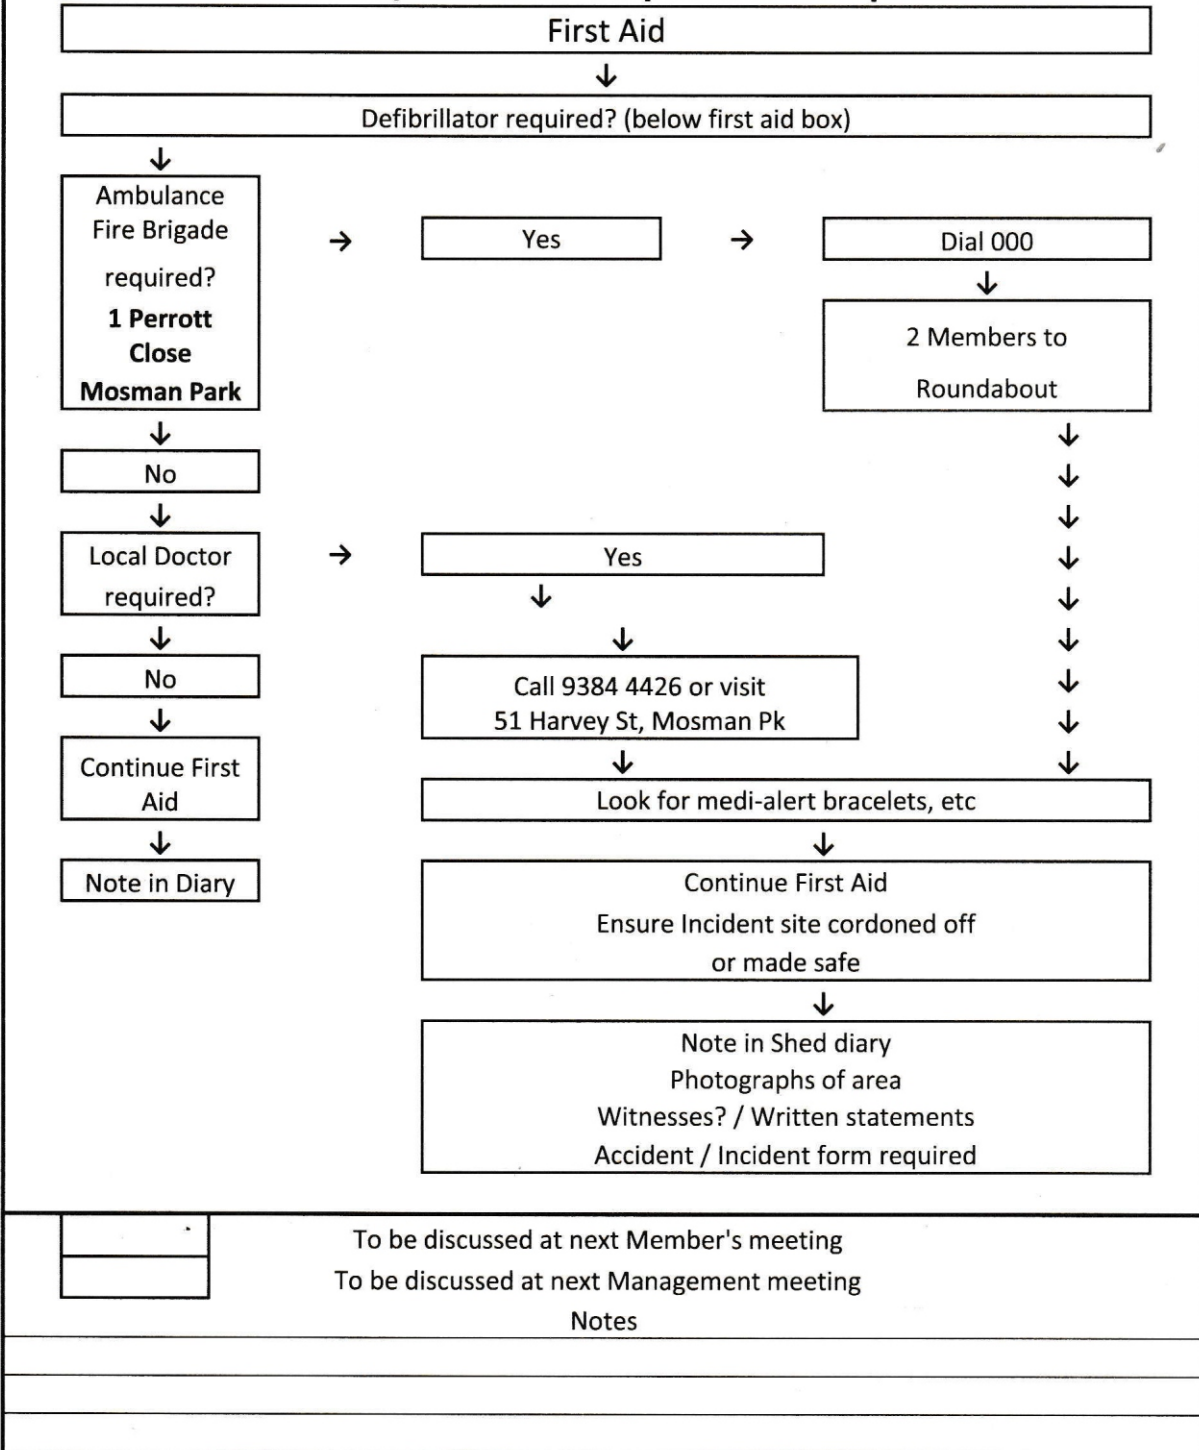 First Aid
↓
Defibrillator required? (below first aid box)
↓
Ambulance
Fire Brigade
required?
1 Perrott
Close
Mosman Park
→
Yes
→
Dial 000
↓
2 Members to
Roundabout
↓
No
↓
Local Doctor
required?
→
Yes
↓
↓
Call 9384 4426 or visit
51 Harvey St, Mosman Pk
↓
No
↓
Continue First
Aid
↓
Note in Diary
↓
↓
↓
↓
↓
↓
↓
↓
↓
↓
Look for medi-alert bracelets, etc
↓
Continue First Aid
Ensure Incident site cordoned off
or made safe
↓
Note in Shed diary
Photographs of area
Witnesses? / Written statements
Accident / Incident form required
To be discussed at next Member's meeting
To be discussed at next Management meeting
Notes